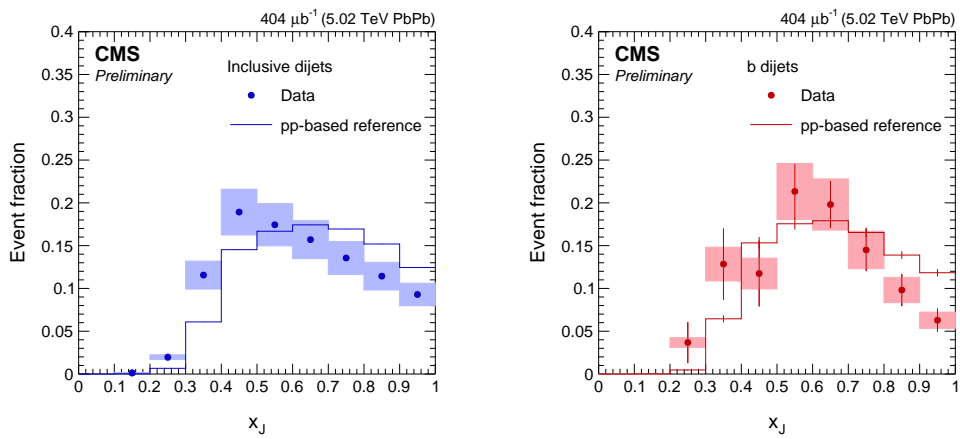 404 μb⁻¹ (5.02 TeV PbPb)
CMS
Preliminary
Inclusive dijets
Data
pp-based reference
Event fraction
0.4
0.35
0.3
0.25
0.2
0.15
0.1
0.05
0
0 0.1 0.2 0.3 0.4 0.5 0.6 0.7 0.8 0.9 1
x_J
404 μb⁻¹ (5.02 TeV PbPb)
CMS
Preliminary
b dijets
Data
pp-based reference
Event fraction
0.4
0.35
0.3
0.25
0.2
0.15
0.1
0.05
0
0 0.1 0.2 0.3 0.4 0.5 0.6 0.7 0.8 0.9 1
x_J